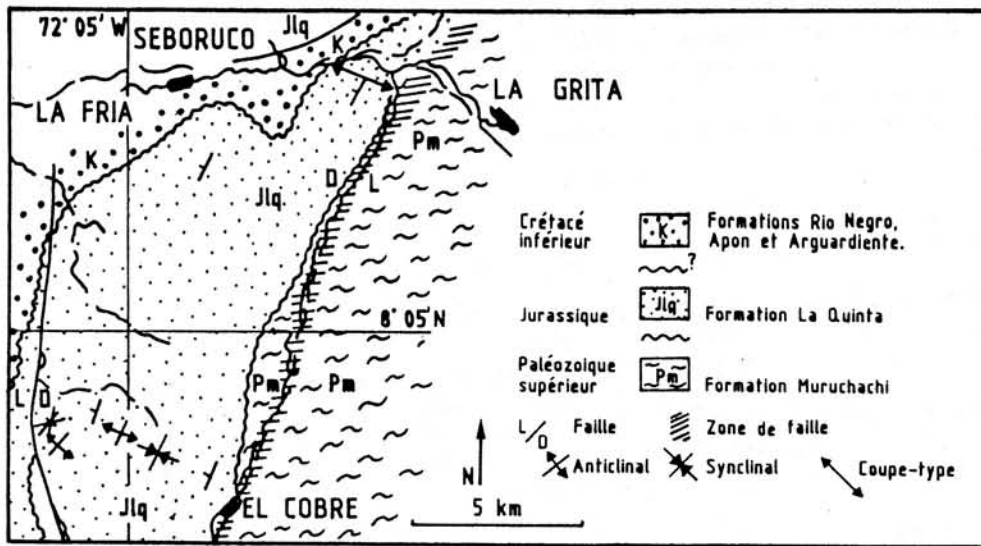 72° 05' W
Jlq
SEBORUCO
K
LA GRITA
LA FRIA
Pm
K
D L
Jlq
Crétacé
inférieur
K
Formations Rio Negro,
Apon et Arguardiente.
?
8° 05' N
Jurassique
Jlq
Formation La Quinta
Paléozoique
supérieur
Pm
Formation Muruchachi
Pm
Pm
L D
L/D
Faille
Zone de faille
Anticlinal
Synclinal
Coupe-type
N
5 km
Jlq
EL COBRE